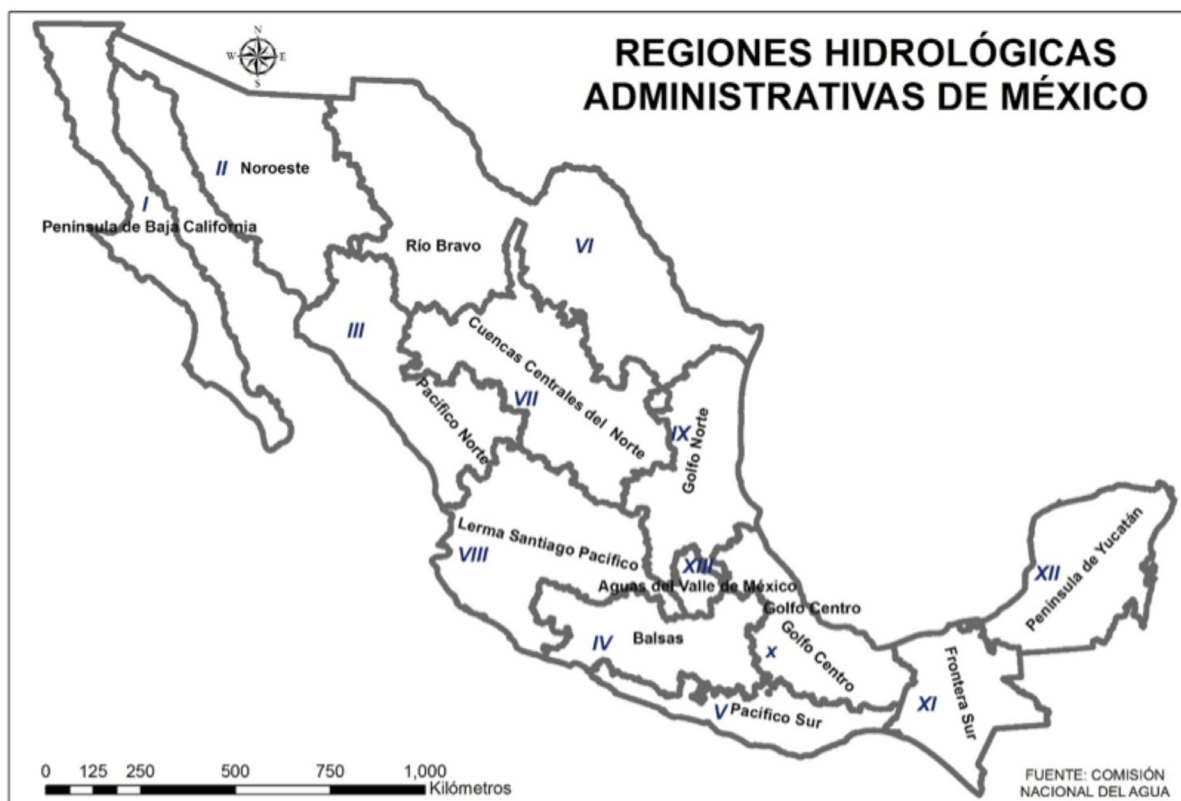 REGIONES HIDROLÓGICAS
ADMINISTRATIVAS DE MÉXICO
N
W
E
S
II
Noroeste
I
Península de Baja California
Río Bravo
VI
III
Cuencas Centrales del Norte
VII
Pacífico Norte
IX
Golfo Norte
Lerma Santiago Pacífico
VIII
XIII
Aguas del Valle de México
XII
Península de Yucatán
Golfo Centro
Golfo Centro
IV
Balsas
x
V
Pacífico Sur
XI
Frontera Sur
0 125 250 500 750 1,000
Kilómetros
FUENTE: COMISIÓN
NACIONAL DEL AGUA